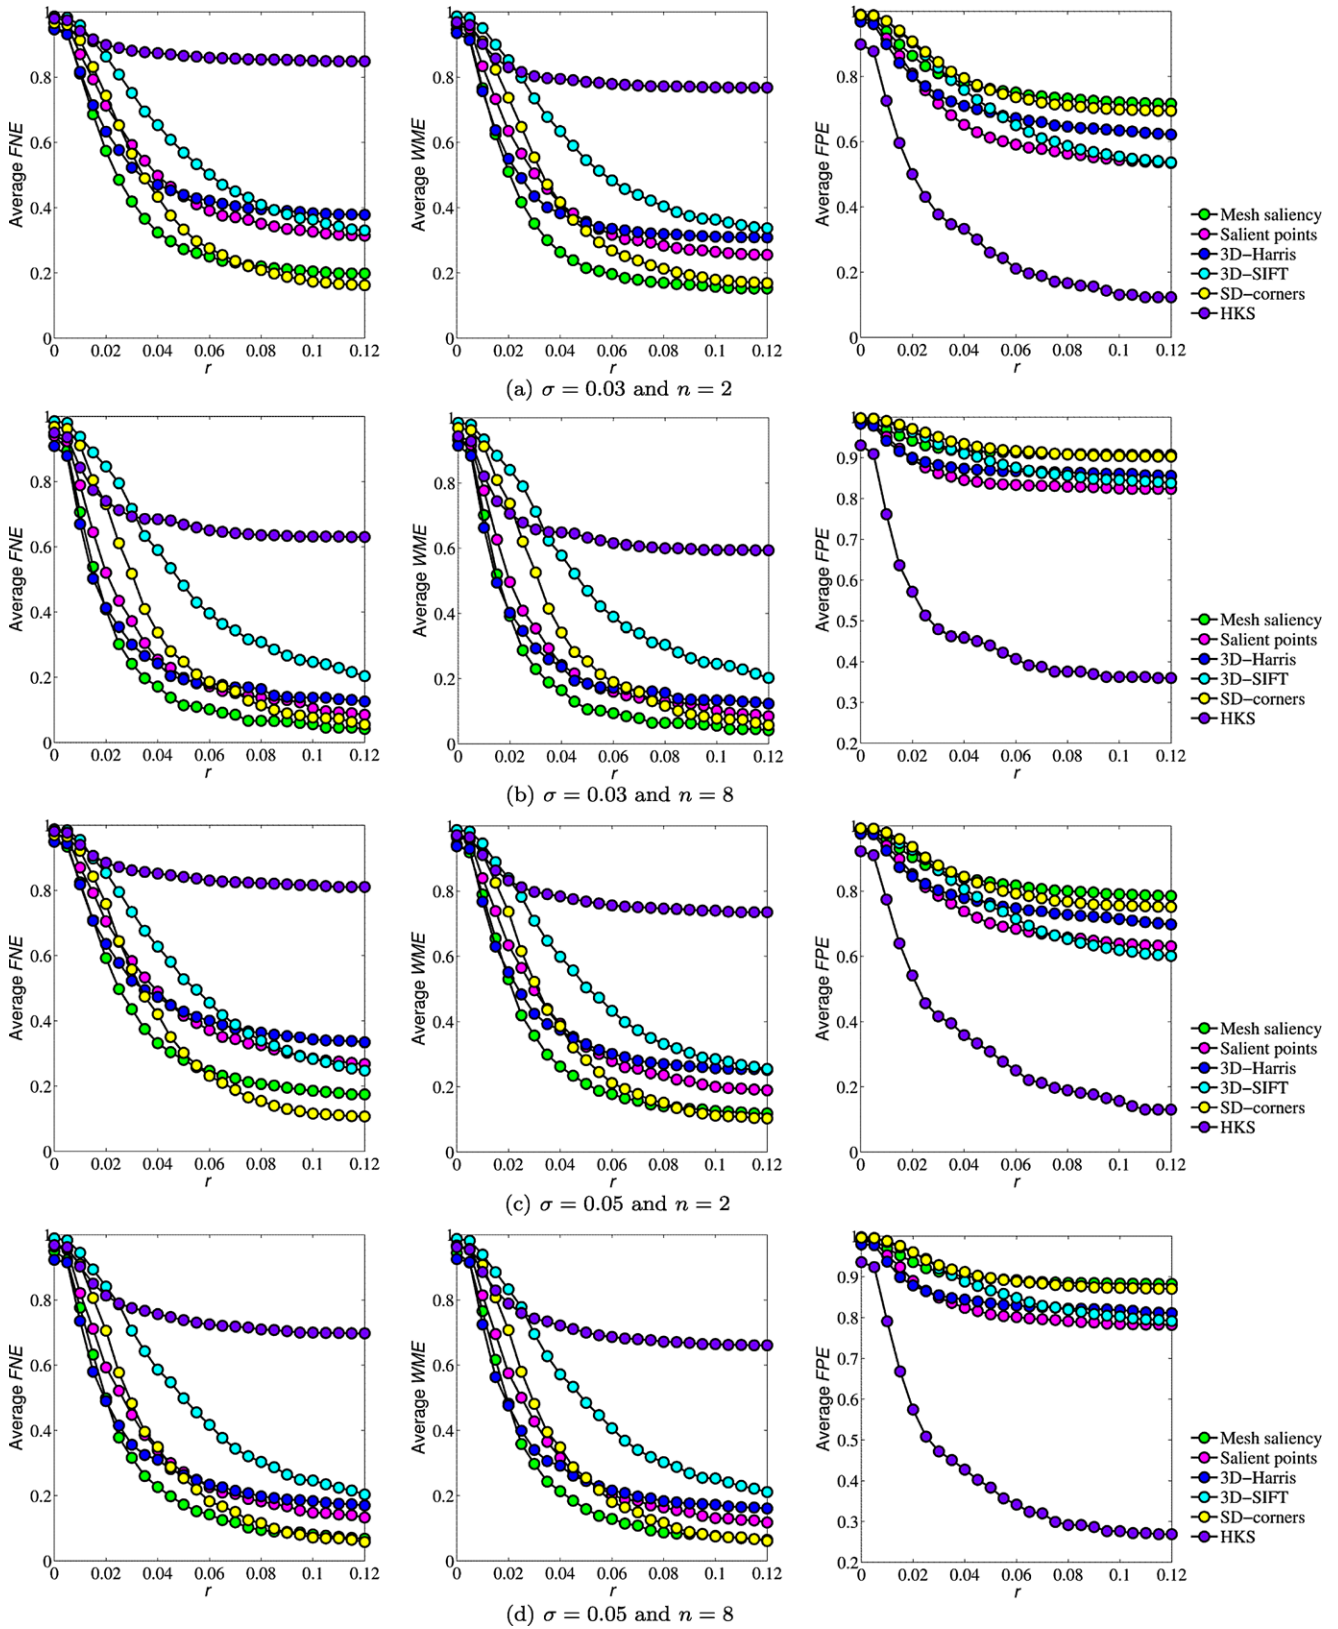 Average FNE
1
0.8
0.6
0.4
0.2
0
0 0.02 0.04 0.06 0.08 0.1 0.12
r
Average WME
1
0.8
0.6
0.4
0.2
0
0 0.02 0.04 0.06 0.08 0.1 0.12
r
Average FPE
1
0.8
0.6
0.4
0.2
0
0 0.02 0.04 0.06 0.08 0.1 0.12
r
Mesh saliency
Salient points
3D-Harris
3D-SIFT
SD-corners
HKS
(a) σ = 0.03 and n = 2
Average FNE
1
0.8
0.6
0.4
0.2
0
0 0.02 0.04 0.06 0.08 0.1 0.12
r
Average WME
1
0.8
0.6
0.4
0.2
0
0 0.02 0.04 0.06 0.08 0.1 0.12
r
Average FPE
1
0.9
0.8
0.7
0.6
0.5
0.4
0.3
0.2
0 0.02 0.04 0.06 0.08 0.1 0.12
r
Mesh saliency
Salient points
3D-Harris
3D-SIFT
SD-corners
HKS
(b) σ = 0.03 and n = 8
Average FNE
1
0.8
0.6
0.4
0.2
0
0 0.02 0.04 0.06 0.08 0.1 0.12
r
Average WME
1
0.8
0.6
0.4
0.2
0
0 0.02 0.04 0.06 0.08 0.1 0.12
r
Average FPE
1
0.8
0.6
0.4
0.2
0
0 0.02 0.04 0.06 0.08 0.1 0.12
r
Mesh saliency
Salient points
3D-Harris
3D-SIFT
SD-corners
HKS
(c) σ = 0.05 and n = 2
Average FNE
1
0.8
0.6
0.4
0.2
0
0 0.02 0.04 0.06 0.08 0.1 0.12
r
Average WME
1
0.8
0.6
0.4
0.2
0
0 0.02 0.04 0.06 0.08 0.1 0.12
r
Average FPE
1
0.9
0.8
0.7
0.6
0.5
0.4
0.3
0.2
0 0.02 0.04 0.06 0.08 0.1 0.12
r
Mesh saliency
Salient points
3D-Harris
3D-SIFT
SD-corners
HKS
(d) σ = 0.05 and n = 8